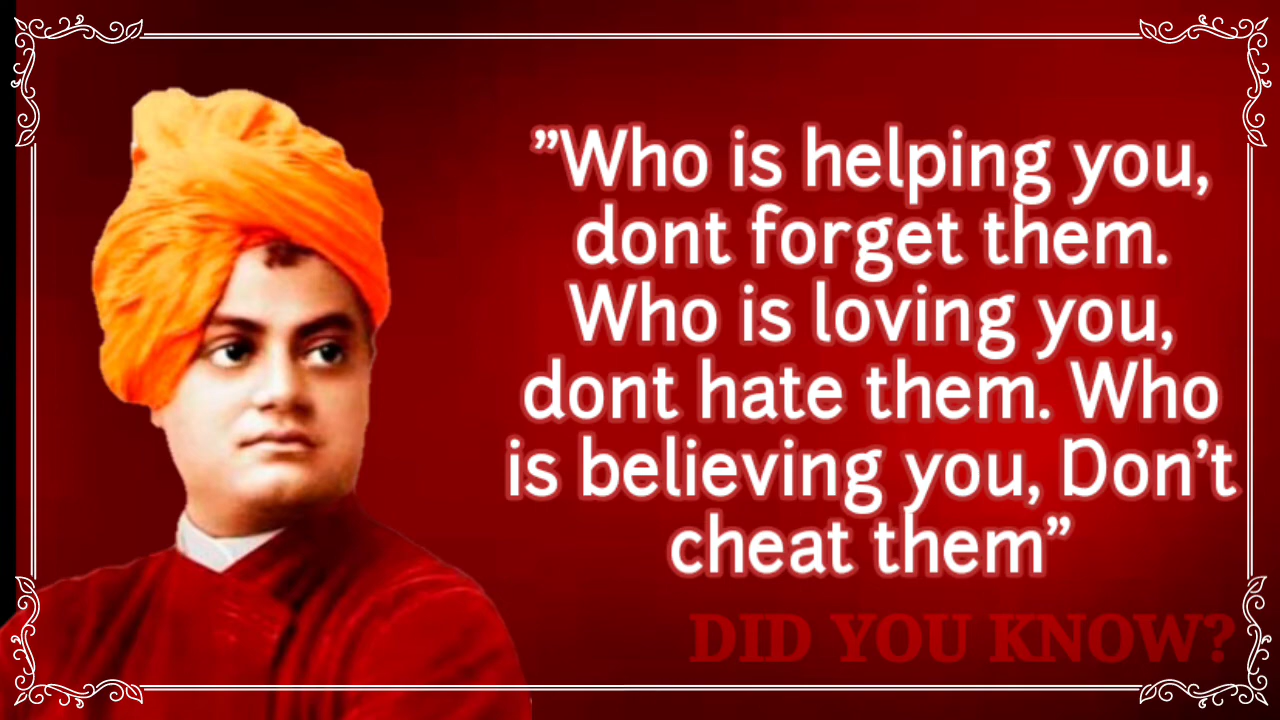 ”Who is helping you,
dont forget them.
Who is loving you,
dont hate them. Who
is believing you, Don’t
cheat them”
DID YOU KNOW?